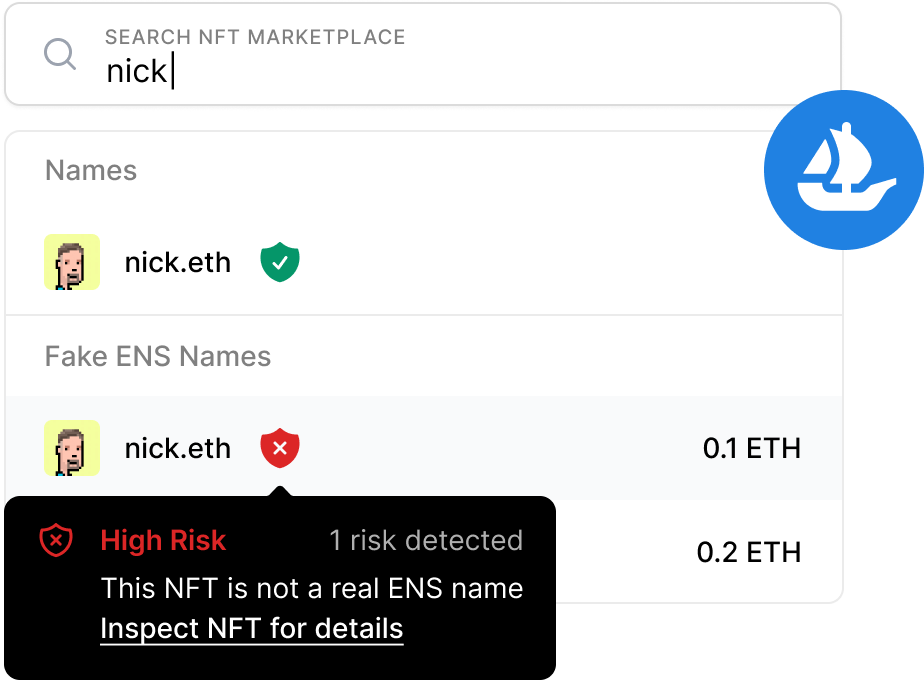 SEARCH NFT MARKETPLACE
nick
Names
nick.eth
Fake ENS Names
nick.eth
0.1 ETH
High Risk
1 risk detected
This NFT is not a real ENS name
Inspect NFT for details
0.2 ETH